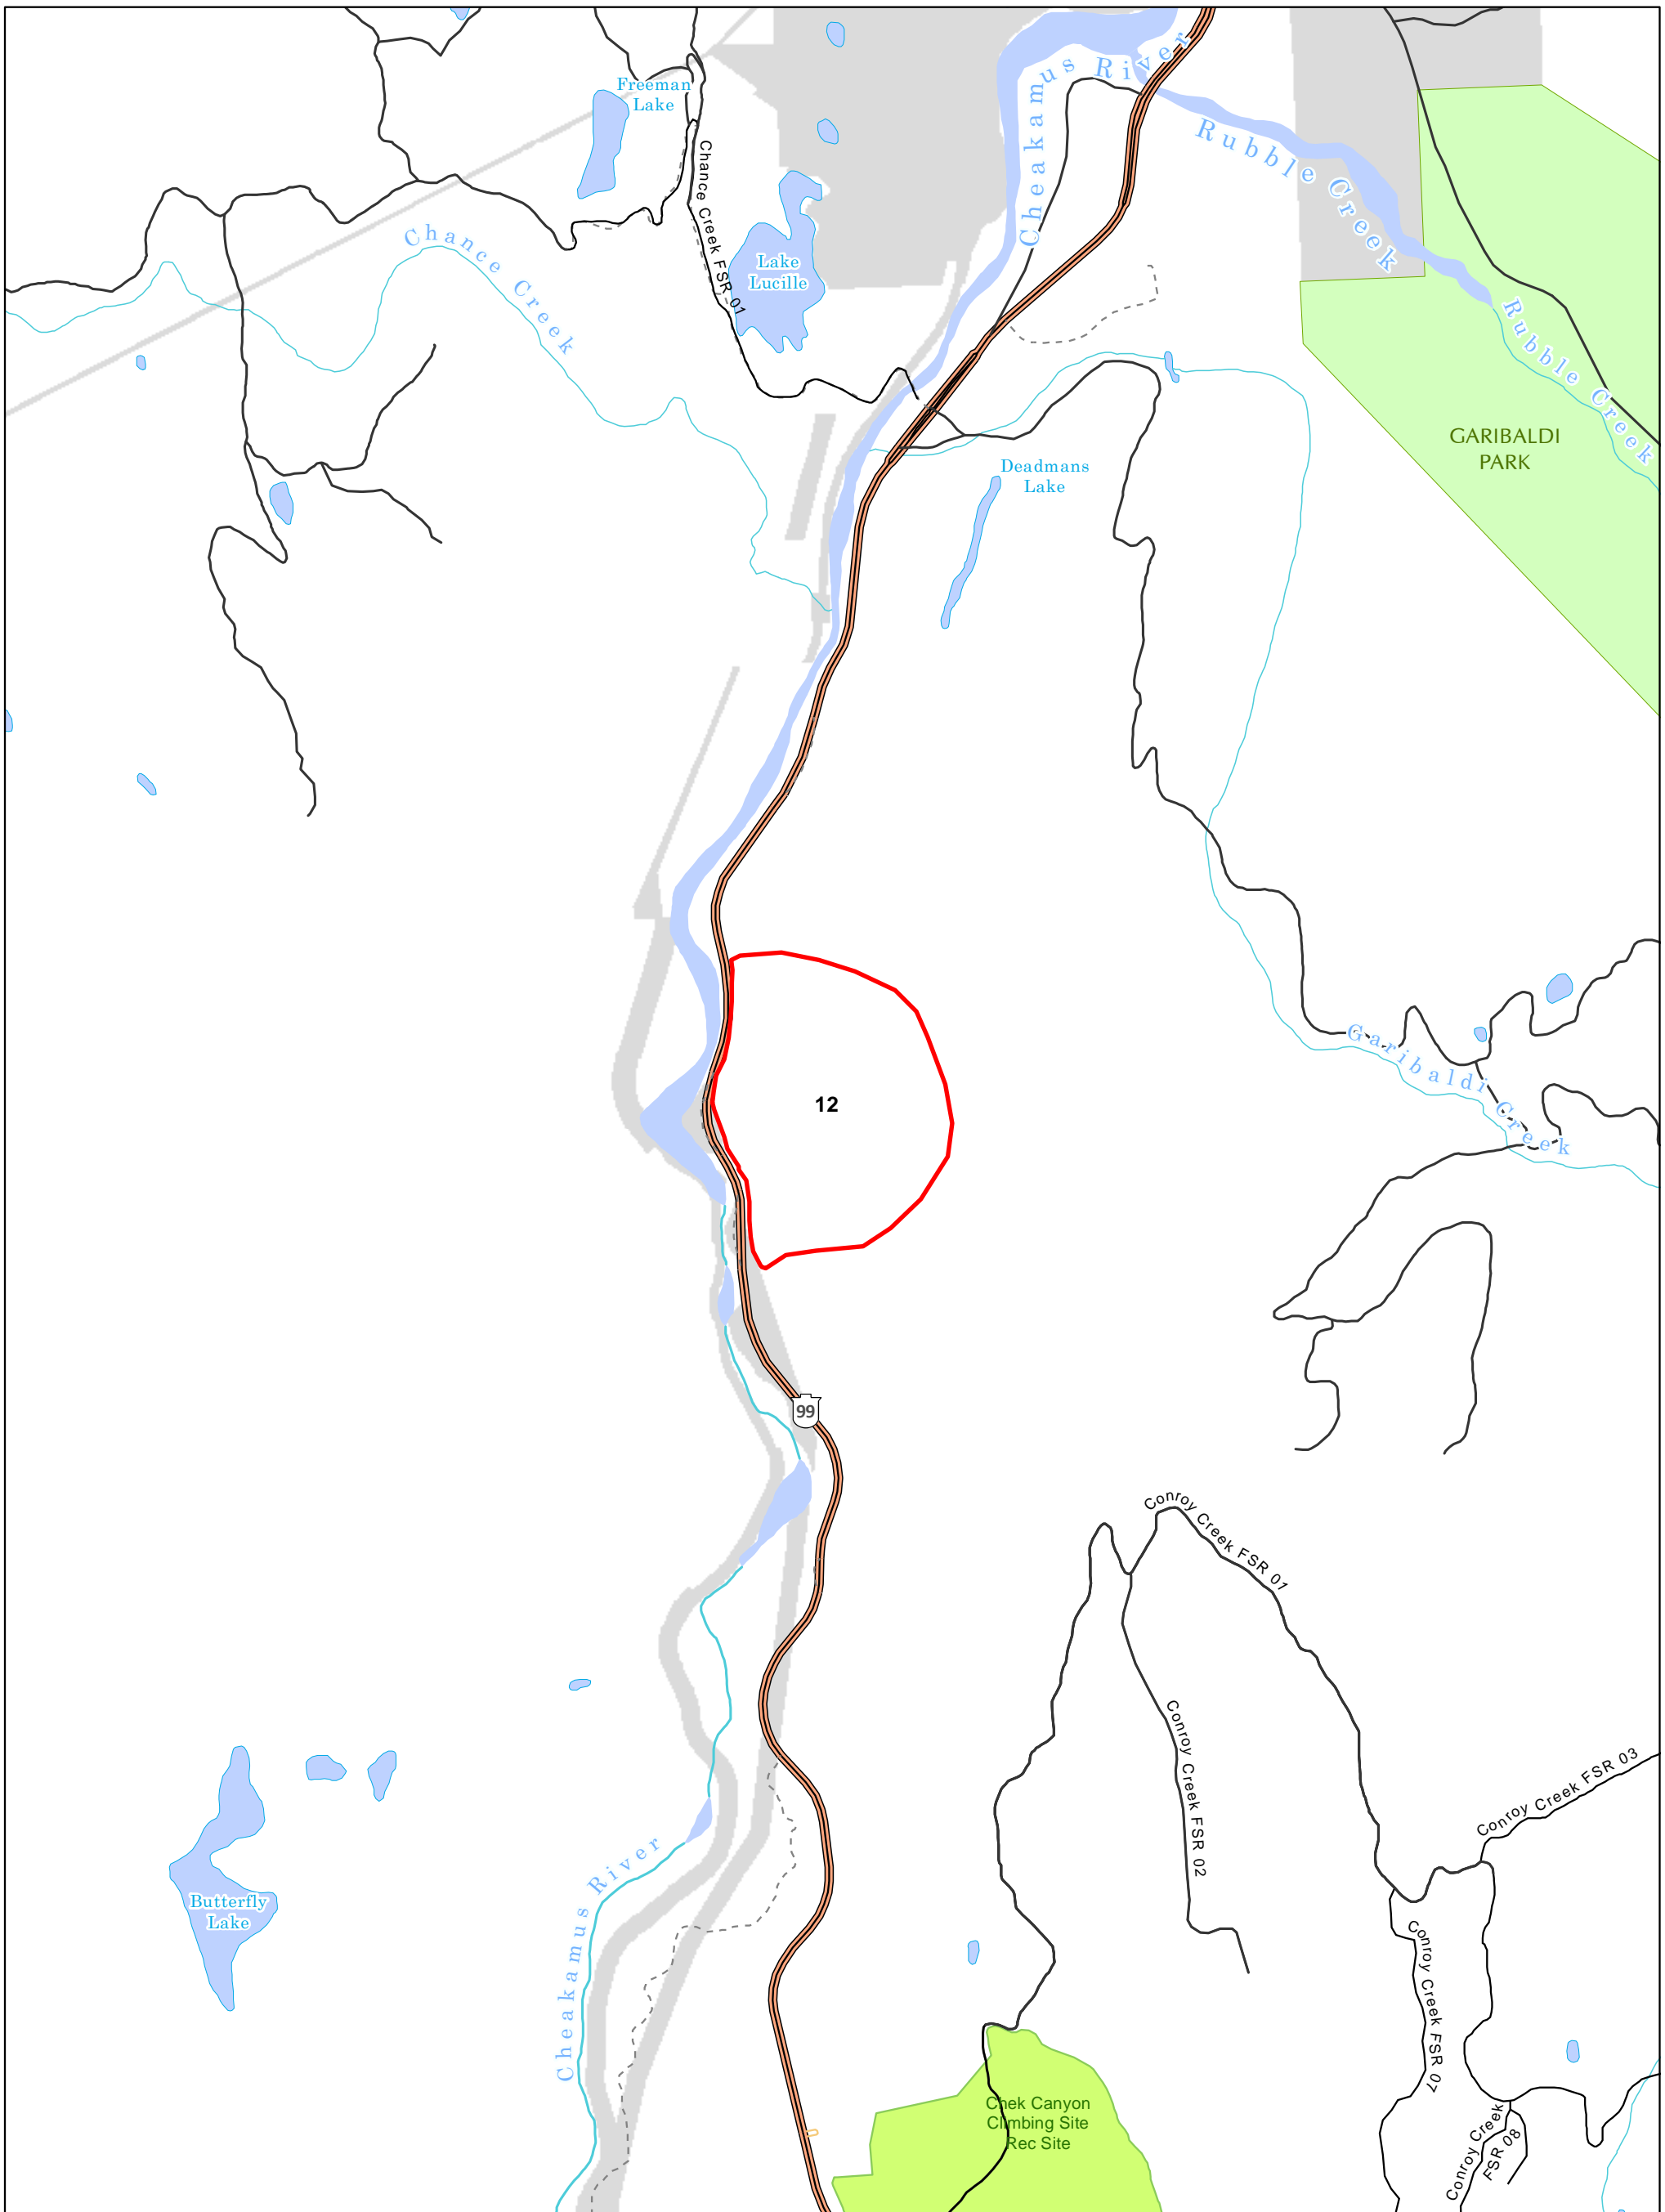 Cheakamus River
Freeman
Lake
Rubble Creek
Chance Creek FSR 01
Chance Creek
Lake
Lucille
Rubble Creek
GARIBALDI
PARK
Deadmans
Lake
Garibaldi Creek
12
99
Conroy Creek FSR 01
Conroy Creek FSR 02
Conroy Creek FSR 03
Cheakamus River
Butterfly
Lake
Conroy Creek FSR 07
Chek Canyon
Climbing Site
Rec Site
Conroy Creek
FSR 08